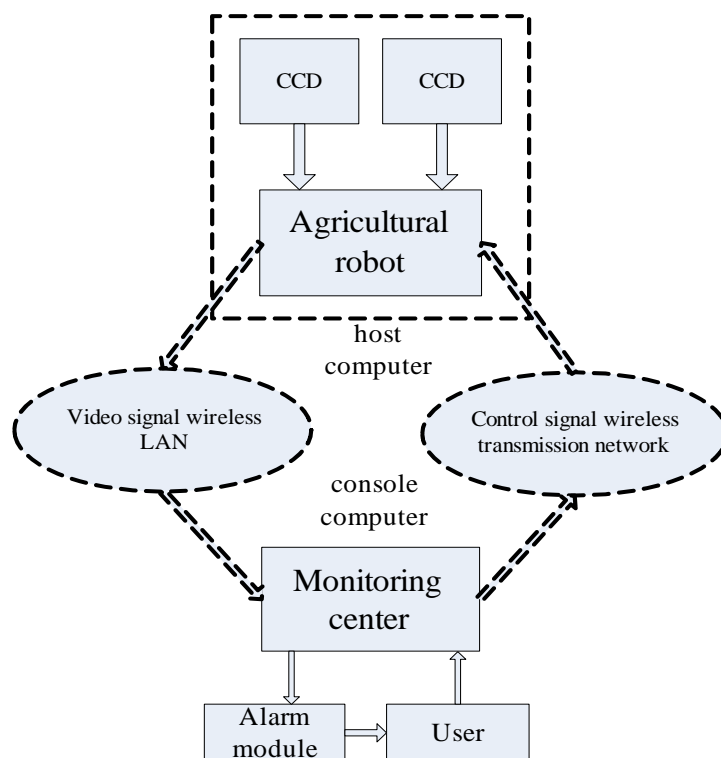 CCD
CCD
Agricultural
robot
host
computer
Video signal wireless
LAN
Control signal wireless
transmission network
console
computer
Monitoring
center
Alarm
module
User